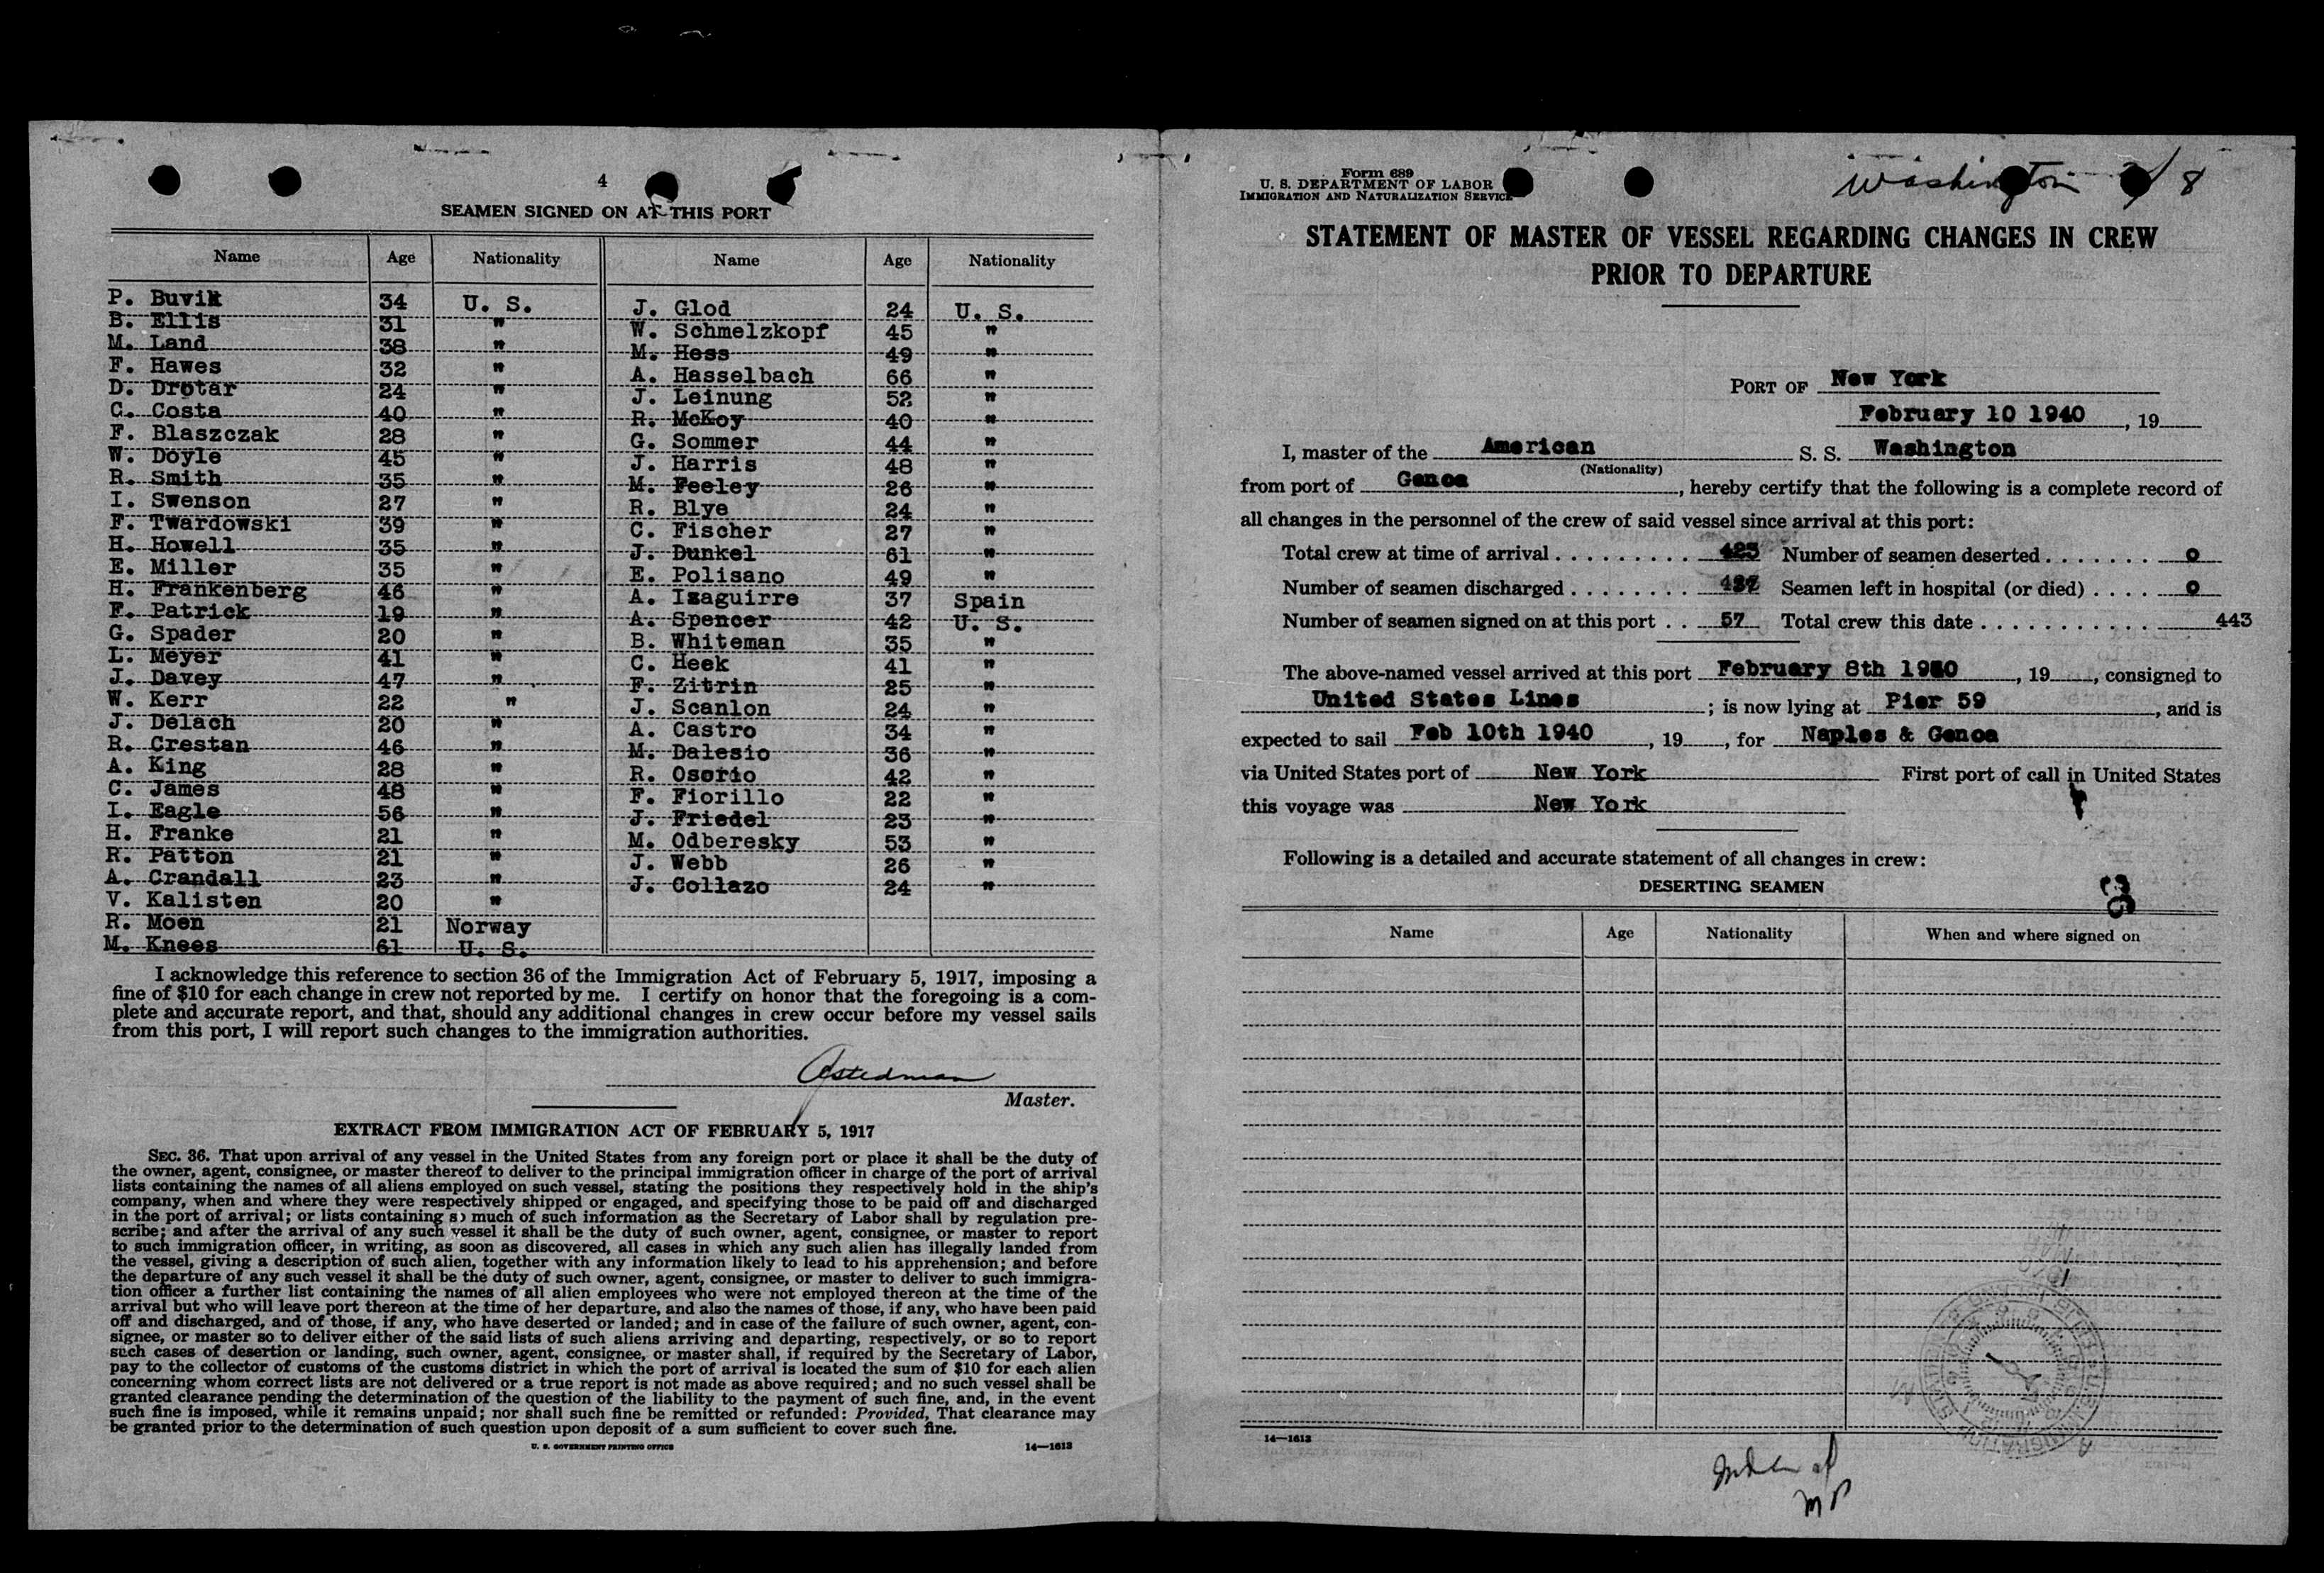 4
SEAMEN SIGNED ON AT THIS PORT
Name Age Nationality Name Age Nationality
P. Buvik 34 U. S. J. Glod 24 U. S.
B. Ellis 31 " W. Schmelzkopf 45 "
M. Land 38 " M. Hess 49 "
F. Hawes 32 " A. Hasselbach 66 "
D. Drotar 24 " J. Leinung 52 "
C. Costa 40 " R. McKoy 40 "
F. Blaszczak 28 " G. Sommer 44 "
W. Doyle 45 " J. Harris 48 "
R. Smith 35 " M. Feeley 26 "
I. Swenson 27 " R. Blye 24 "
F. Twardowski 39 " C. Fischer 27 "
H. Howell 35 " J. Dunkel 61 "
E. Miller 35 " E. Polisano 49 "
H. Frankenberg 46 " A. Izaguirre 37 Spain
F. Patrick 19 " A. Spencer 42 U. S.
G. Spader 20 " B. Whiteman 35 "
L. Meyer 41 " C. Heek 41 "
J. Davey 47 " F. Zitrin 25 "
W. Kerr 22 " J. Scanlon 24 "
J. Delach 20 " A. Castro 34 "
R. Crestan 46 " M. Dalesio 36 "
A. King 28 " R. Osorio 42 "
C. James 48 " F. Fiorillo 22 "
I. Eagle 56 " J. Friedel 23 "
H. Franke 21 " M. Odberesky 53 "
R. Patton 21 " J. Webb 26 "
A. Crandall 23 " J. Collazo 24 "
V. Kalisten 20 "
R. Moen 21 Norway
M. Knees 61 U. S.
I acknowledge this reference to section 36 of the Immigration Act of February 5, 1917, imposing a
fine of $10 for each change in crew not reported by me. I certify on honor that the foregoing is a com-
plete and accurate report, and that, should any additional changes in crew occur before my vessel sails
from this port, I will report such changes to the immigration authorities.
Master.
EXTRACT FROM IMMIGRATION ACT OF FEBRUARY 5, 1917
SEC. 36. That upon arrival of any vessel in the United States from any foreign port or place it shall be the duty of
the owner, agent, consignee, or master thereof to deliver to the principal immigration officer in charge of the port of arrival
lists containing the names of all aliens employed on such vessel, stating the positions they respectively hold in the ship's
company, when and where they were respectively shipped or engaged, and specifying those to be paid off and discharged
in the port of arrival; or lists containing so much of such information as the Secretary of Labor shall by regulation pre-
scribe; and after the arrival of any such vessel it shall be the duty of such owner, agent, consignee, or master to report
to such immigration officer, in writing, as soon as discovered, all cases in which any such alien has illegally landed from
the vessel, giving a description of such alien, together with any information likely to lead to his apprehension; and before
the departure of any such vessel it shall be the duty of such owner, agent, consignee, or master to deliver to such immigra-
tion officer a further list containing the names of all alien employees who were not employed thereon at the time of the
arrival but who will leave port thereon at the time of her departure, and also the names of those, if any, who have been paid
off and discharged, and of those, if any, who have deserted or landed; and in case of the failure of such owner, agent, con-
signee, or master so to deliver either of the said lists of such aliens arriving and departing, respectively, or so to report
such cases of desertion or landing, such owner, agent, consignee, or master shall, if required by the Secretary of Labor,
pay to the collector of customs of the customs district in which the port of arrival is located the sum of $10 for each alien
concerning whom correct lists are not delivered or a true report is not made as above required; and no such vessel shall be
granted clearance pending the determination of the question of the liability to the payment of such fine, and, in the event
such fine is imposed, while it remains unpaid; nor shall such fine be remitted or refunded: Provided, That clearance may
be granted prior to the determination of such question upon deposit of a sum sufficient to cover such fine.
U. S. GOVERNMENT PRINTING OFFICE 14—1613
Form 689
U. S. DEPARTMENT OF LABOR
IMMIGRATION AND NATURALIZATION SERVICE
Washington 8
STATEMENT OF MASTER OF VESSEL REGARDING CHANGES IN CREW
PRIOR TO DEPARTURE
PORT OF New York
February 10 1940, 19
I, master of the American S. S. Washington
(Nationality)
from port of Genoa, hereby certify that the following is a complete record of
all changes in the personnel of the crew of said vessel since arrival at this port:
Total crew at time of arrival . . . . . . . . . 423 Number of seamen deserted . . . . . . . 0
Number of seamen discharged . . . . . . . . Seamen left in hospital (or died) . . . . 0
Number of seamen signed on at this port . . 57 Total crew this date . . . . . . . . . . . 443
The above-named vessel arrived at this port February 8th 1940, 19, consigned to
United States Lines; is now lying at Pier 59, and is
expected to sail Feb 10th 1940, 19, for Naples & Genoa
via United States port of New York First port of call in United States
this voyage was New York
Following is a detailed and accurate statement of all changes in crew:
DESERTING SEAMEN
Name Age Nationality When and where signed on
14—1613